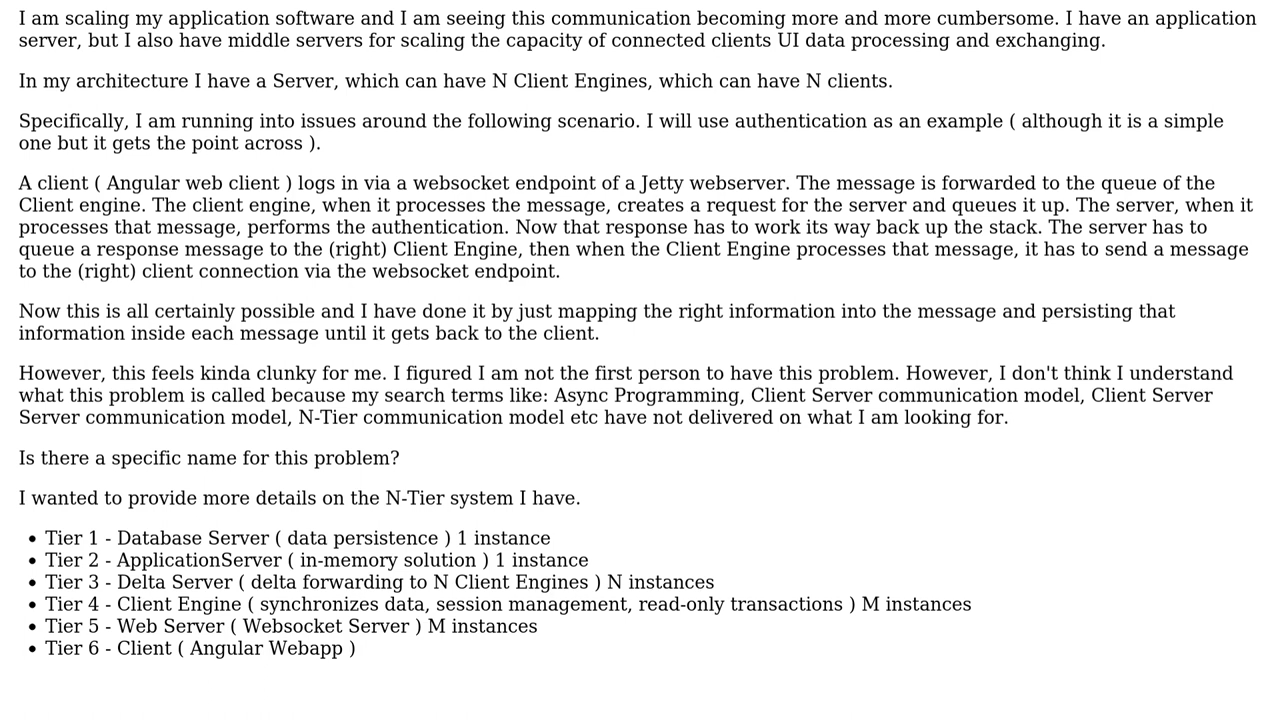 I am scaling my application software and I am seeing this communication becoming more and more cumbersome. I have an application
server, but I also have middle servers for scaling the capacity of connected clients UI data processing and exchanging.
In my architecture I have a Server, which can have N Client Engines, which can have N clients.
Specifically, I am running into issues around the following scenario. I will use authentication as an example ( although it is a simple
one but it gets the point across ).
A client ( Angular web client ) logs in via a websocket endpoint of a Jetty webserver. The message is forwarded to the queue of the
Client engine. The client engine, when it processes the message, creates a request for the server and queues it up. The server, when it
processes that message, performs the authentication. Now that response has to work its way back up the stack. The server has to
queue a response message to the (right) Client Engine, then when the Client Engine processes that message, it has to send a message
to the (right) client connection via the websocket endpoint.
Now this is all certainly possible and I have done it by just mapping the right information into the message and persisting that
information inside each message until it gets back to the client.
However, this feels kinda clunky for me. I figured I am not the first person to have this problem. However, I don't think I understand
what this problem is called because my search terms like: Async Programming, Client Server communication model, Client Server
Server communication model, N-Tier communication model etc have not delivered on what I am looking for.
Is there a specific name for this problem?
I wanted to provide more details on the N-Tier system I have.
• Tier 1 - Database Server ( data persistence ) 1 instance
• Tier 2 - ApplicationServer ( in-memory solution ) 1 instance
• Tier 3 - Delta Server ( delta forwarding to N Client Engines ) N instances
• Tier 4 - Client Engine ( synchronizes data, session management, read-only transactions ) M instances
• Tier 5 - Web Server ( Websocket Server ) M instances
• Tier 6 - Client ( Angular Webapp )